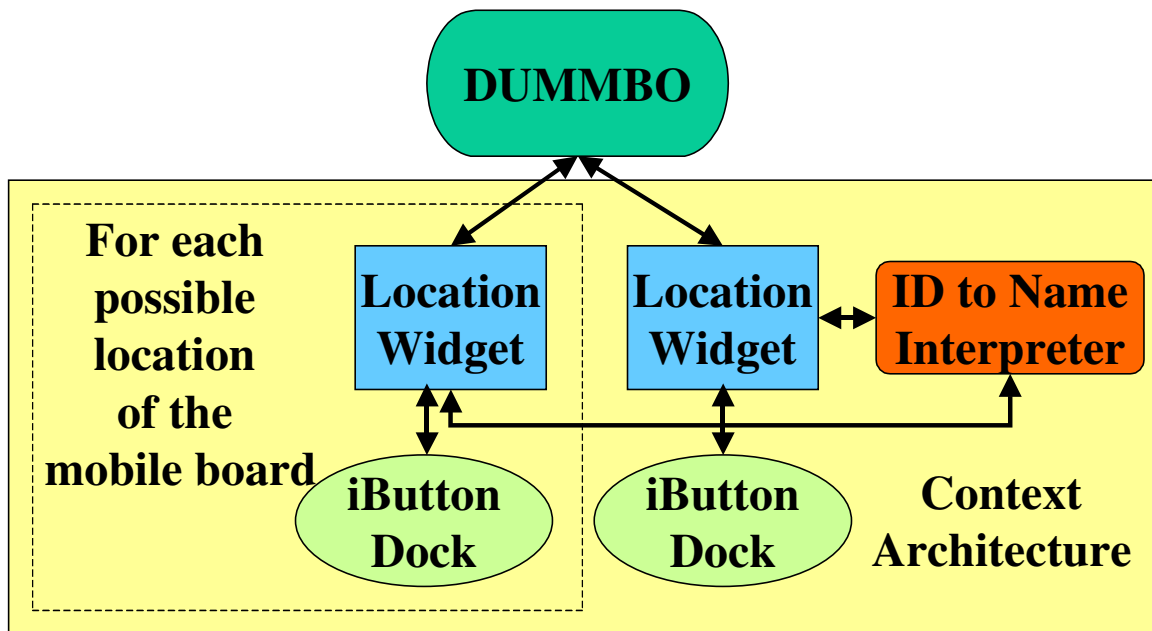 DUMMBO
For each
possible
location
of the
mobile board
Location
Widget
Location
Widget
ID to Name
Interpreter
iButton
Dock
iButton
Dock
Context
Architecture